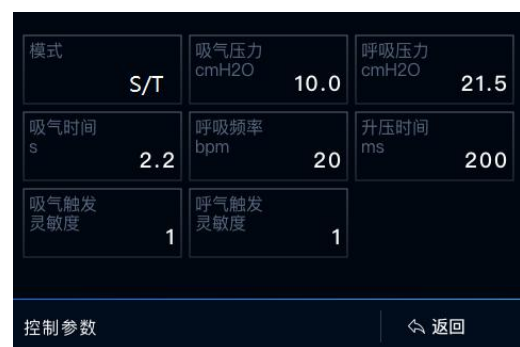 模式
S/T
吸气压力
cmH2O
10.0
呼吸压力
cmH2O
21.5
吸气时间
s
2.2
呼吸频率
bpm
20
升压时间
ms
200
吸气触发
灵敏度
1
呼气触发
灵敏度
1
控制参数
返回